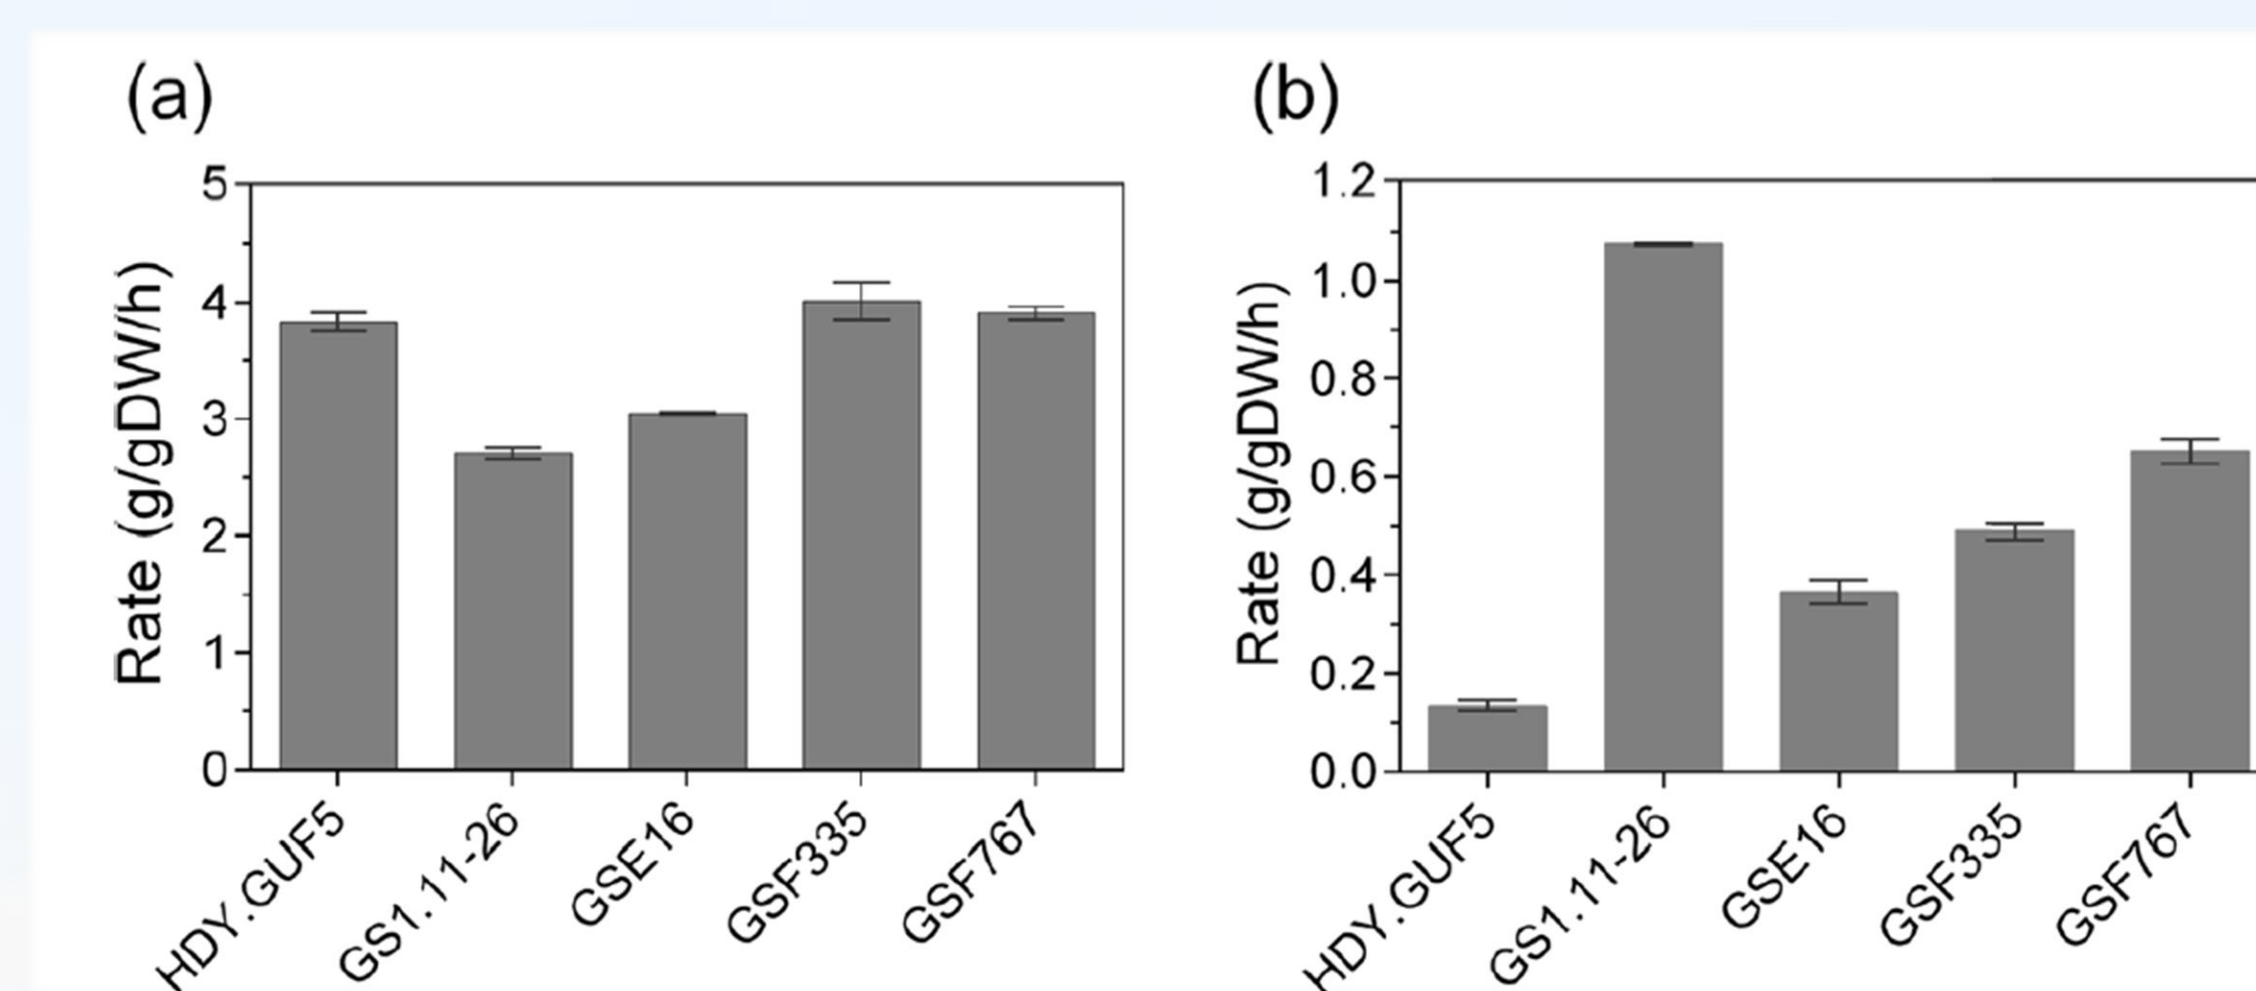 (a)
Rate (g/gDW/h)
5
4
3
2
1
0
HDY.GUF5
GS1.11-26
GSE16
GSF335
GSF767
(b)
Rate (g/gDW/h)
1.2
1.0
0.8
0.6
0.4
0.2
0.0
HDY.GUF5
GS1.11-26
GSE16
GSF335
GSF767